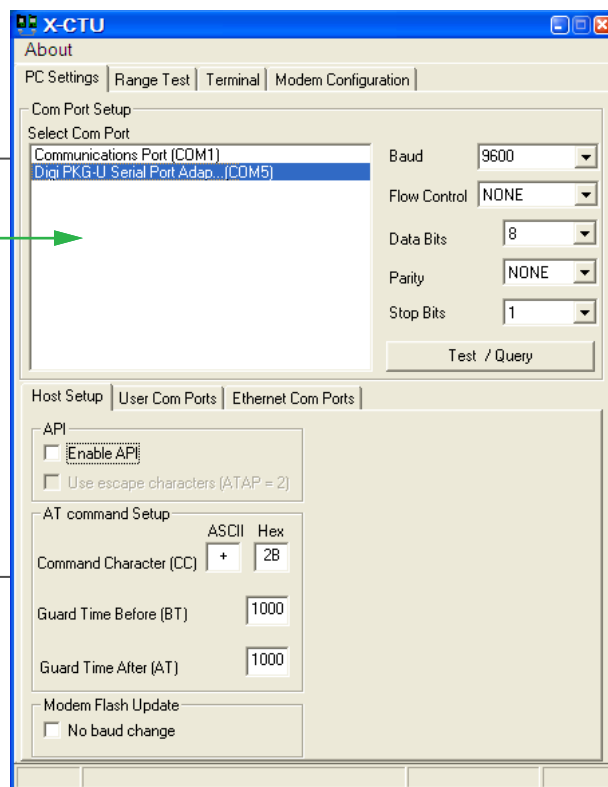 X-CTU
About
PC Settings Range Test Terminal Modem Configuration
Com Port Setup
Select Com Port
Communications Port (COM1)
Digi PKG-U Serial Port Adap...(COM5)
Baud 9600
Flow Control NONE
Data Bits 8
Parity NONE
Stop Bits 1
Test / Query
Host Setup User Com Ports Ethernet Com Ports
API
Enable API
Use escape characters (ATAP = 2)
AT command Setup
ASCII Hex
Command Character (CC) + 2B
Guard Time Before (BT) 1000
Guard Time After (AT) 1000
Modem Flash Update
No baud change